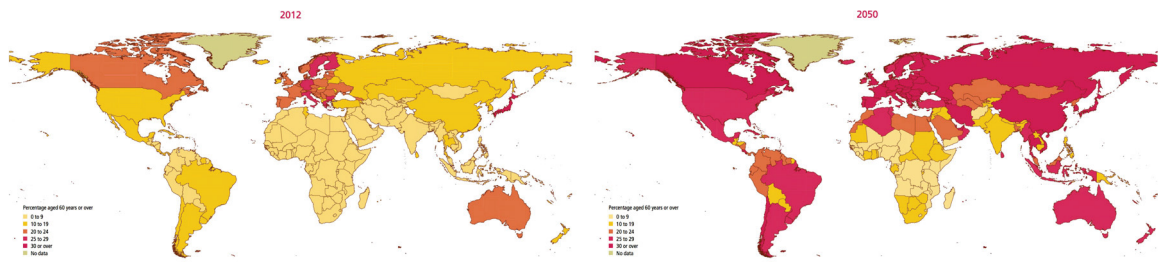 2012
Percentage aged 60 years or over
0 to 9
10 to 19
20 to 24
25 to 29
30 or over
No data
2050
Percentage aged 60 years or over
0 to 9
10 to 19
20 to 24
25 to 29
30 or over
No data